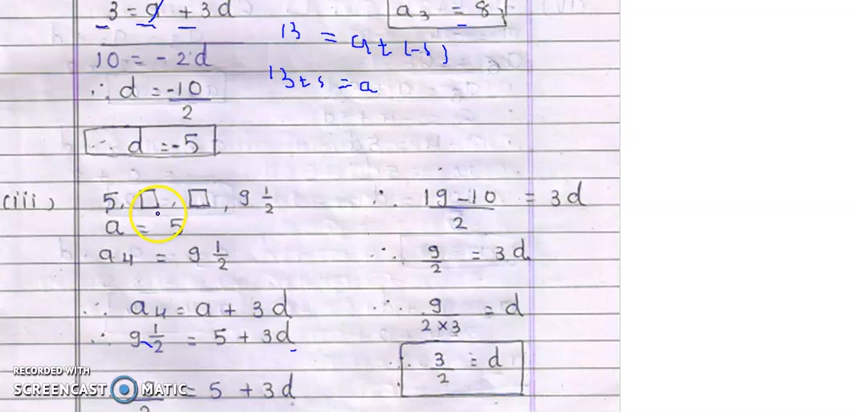 3 = a + 3d
a3 = 8
10 = -2d
13 = a + (-5)
∴ d = -10/2
13 + 5 = a
∴ d = -5
(iii) 5, □, □, 9 1/2
a = 5
a4 = 9 1/2
∴ a4 = a + 3d
∴ 9 1/2 = 5 + 3d
= 5 + 3d
∴ 19-10/2 = 3d
∴ 9/2 = 3d
∴ 9/2×3 = d
∴ 3/2 = d
RECORDED WITH
SCREENCAST MATIC